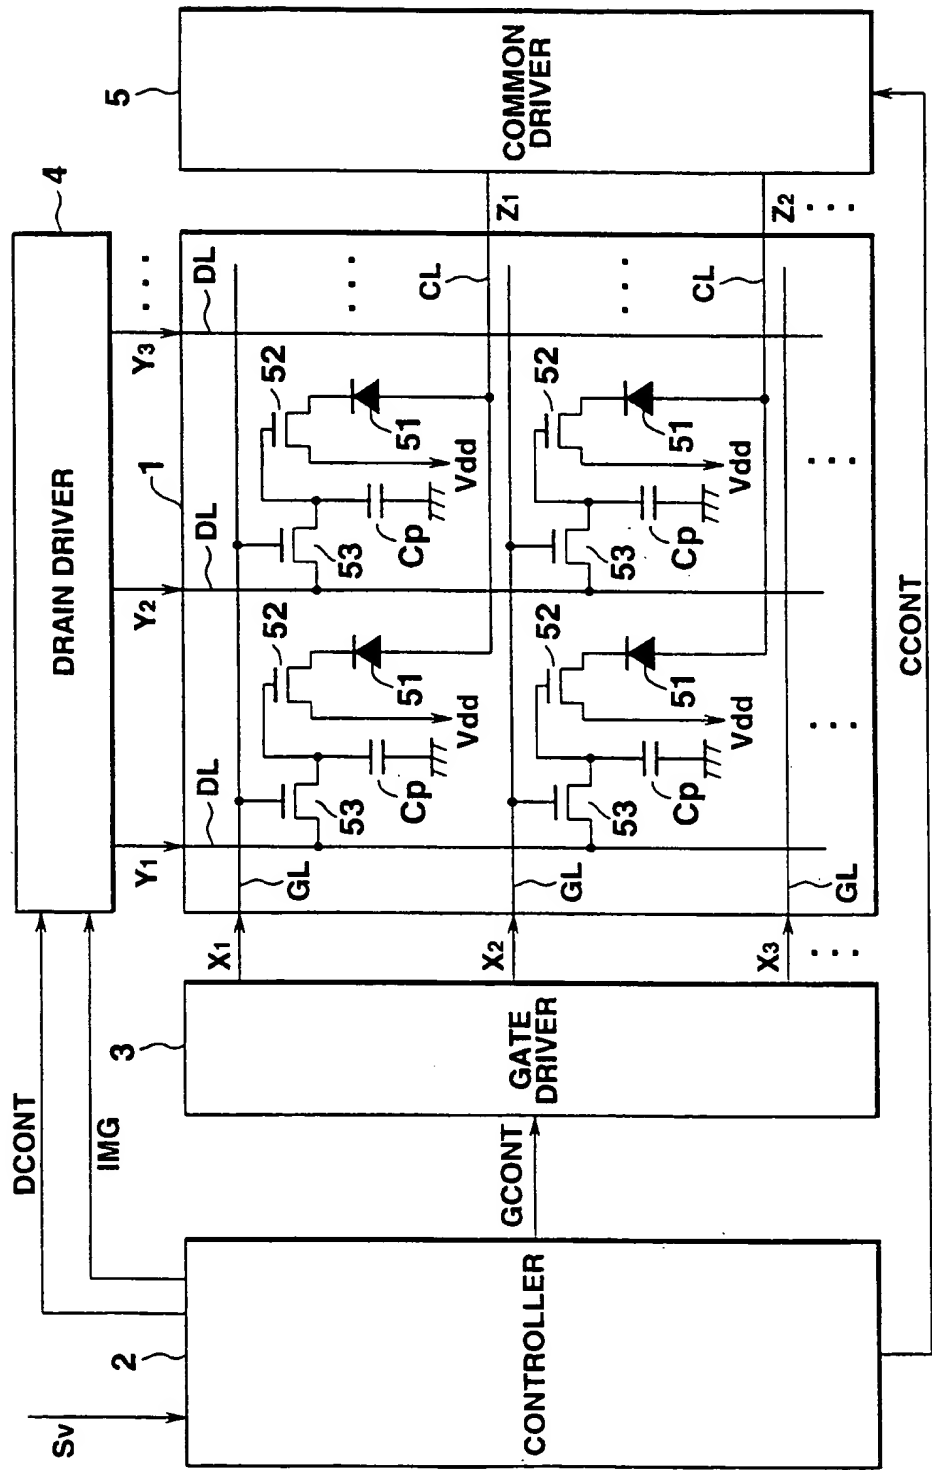 5
COMMON
DRIVER
4
DRAIN DRIVER
Z1
Z2
Y3
DL
CL
CL
52
51
Vdd
52
51
Vdd
1
Y2
DL
53
Cp
53
Cp
52
51
Vdd
52
51
Vdd
Y1
DL
53
Cp
53
Cp
GL
GL
GL
X1
X2
X3
3
GATE
DRIVER
DCONT
IMG
GCONT
CCONT
2
CONTROLLER
Sv